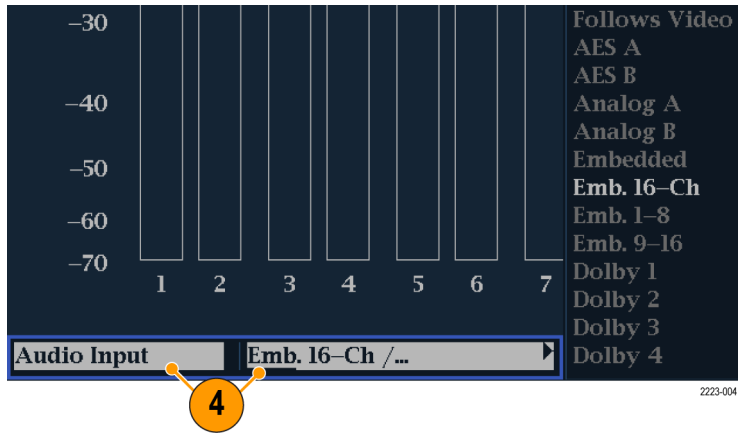 −30
−40
−50
−60
−70
1 2 3 4 5 6 7
Follows Video
AES A
AES B
Analog A
Analog B
Embedded
Emb. 16–Ch
Emb. 1–8
Emb. 9–16
Dolby 1
Dolby 2
Dolby 3
Dolby 4
Audio Input Emb. 16–Ch /...
4
2223-004